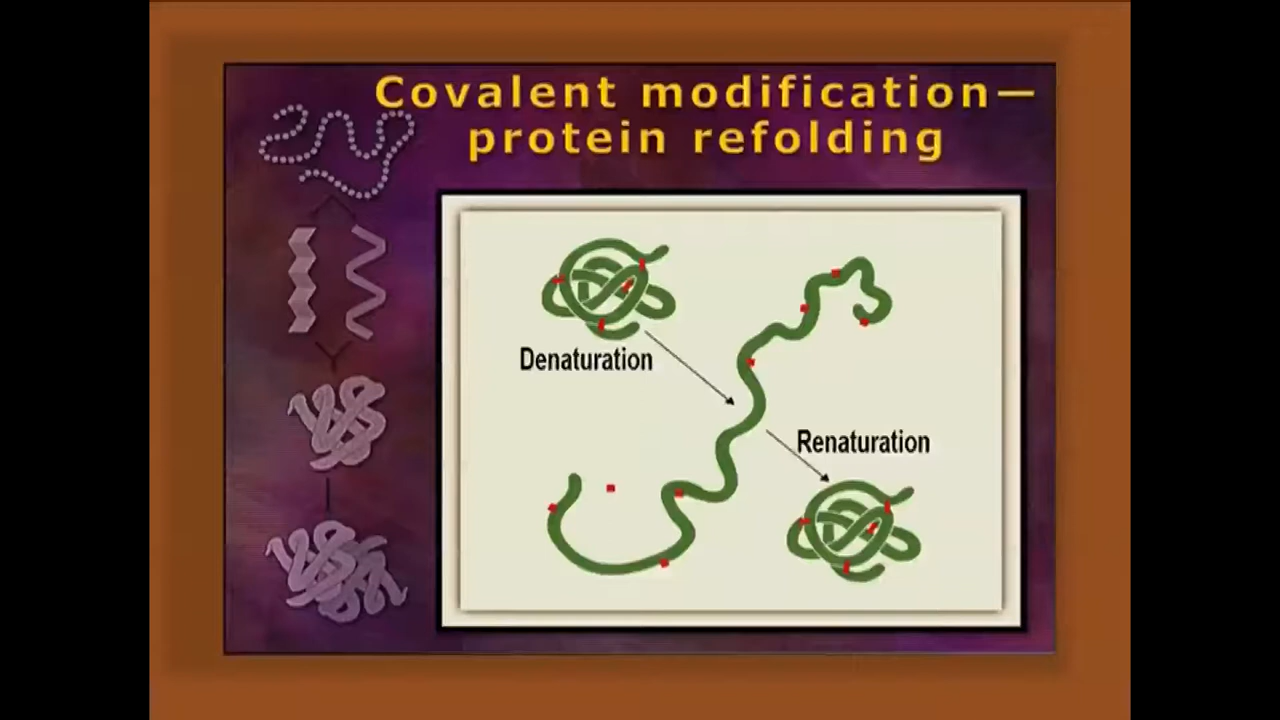 Covalent modification—
protein refolding
Denaturation
Renaturation